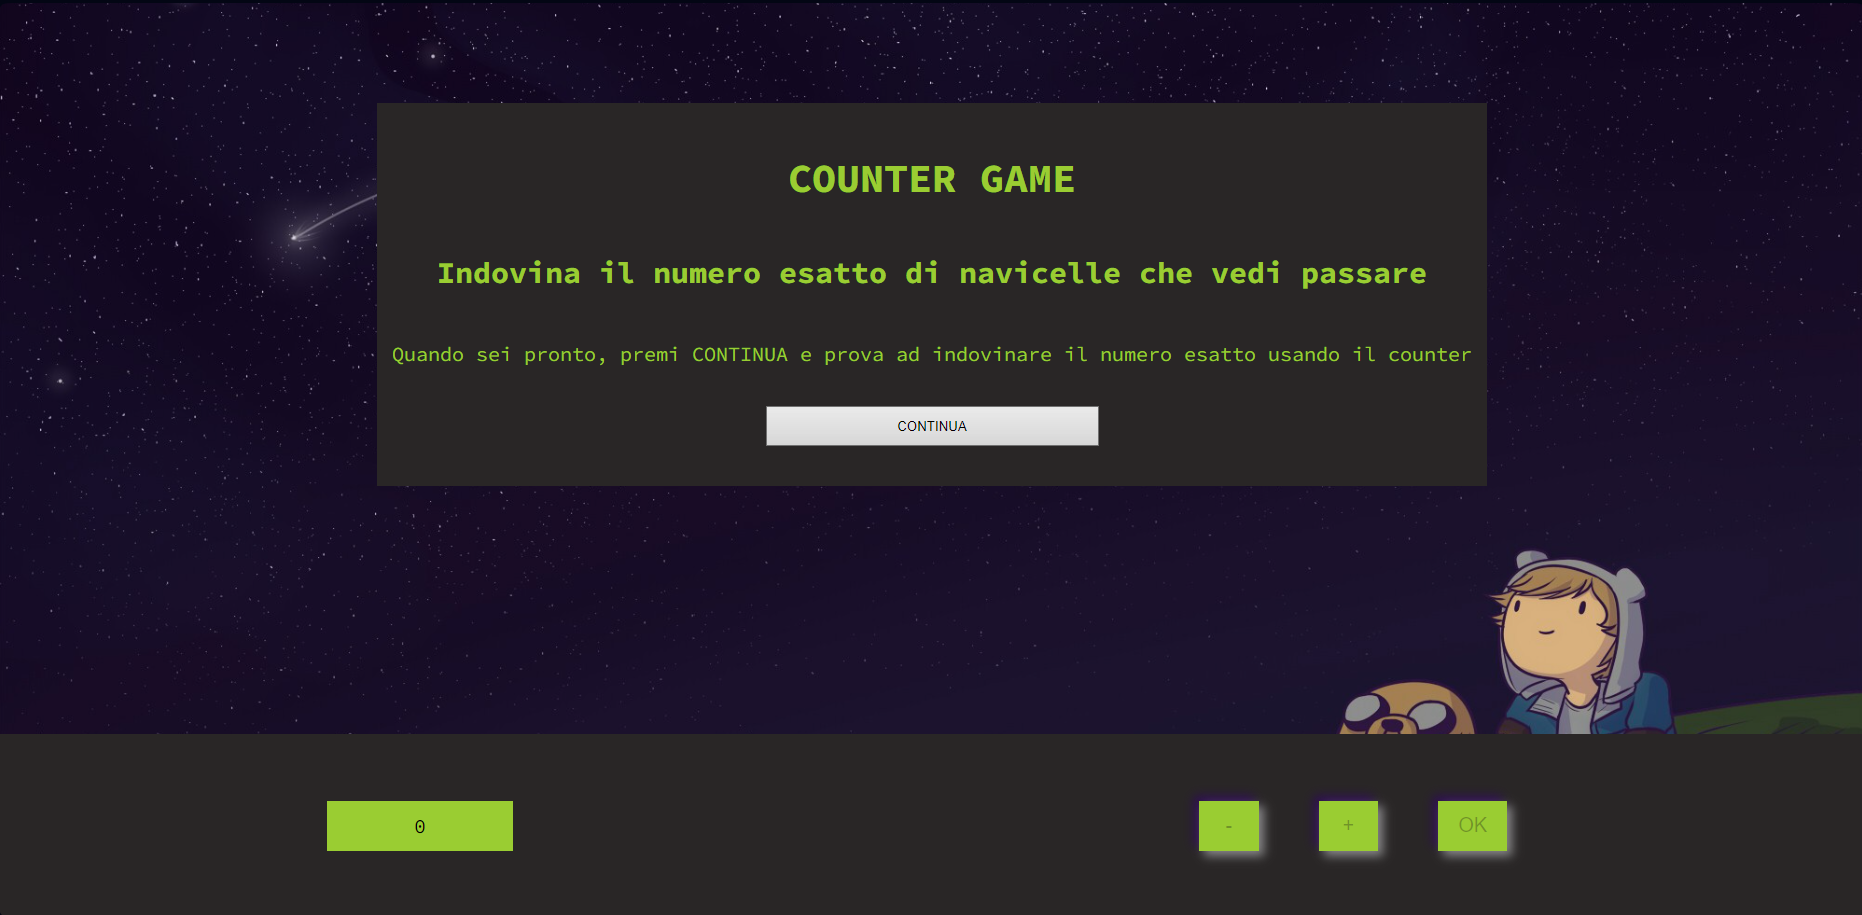 COUNTER GAME
Indovina il numero esatto di navicelle che vedi passare
Quando sei pronto, premi CONTINUA e prova ad indovinare il numero esatto usando il counter
CONTINUA
0
-
+
OK